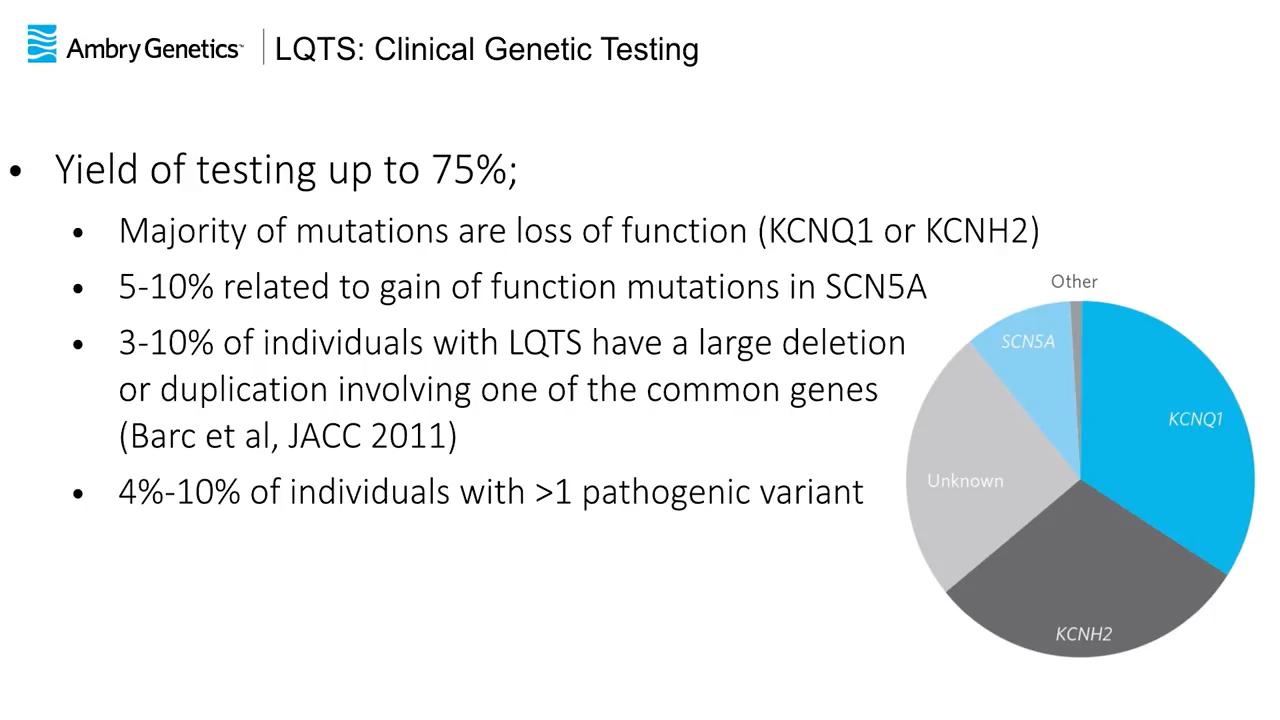 Ambry Genetics™ LQTS: Clinical Genetic Testing
• Yield of testing up to 75%;
• Majority of mutations are loss of function (KCNQ1 or KCNH2)
• 5-10% related to gain of function mutations in SCN5A
• 3-10% of individuals with LQTS have a large deletion
or duplication involving one of the common genes
(Barc et al, JACC 2011)
• 4%-10% of individuals with >1 pathogenic variant
Other
SCN5A
KCNQ1
Unknown
KCNH2